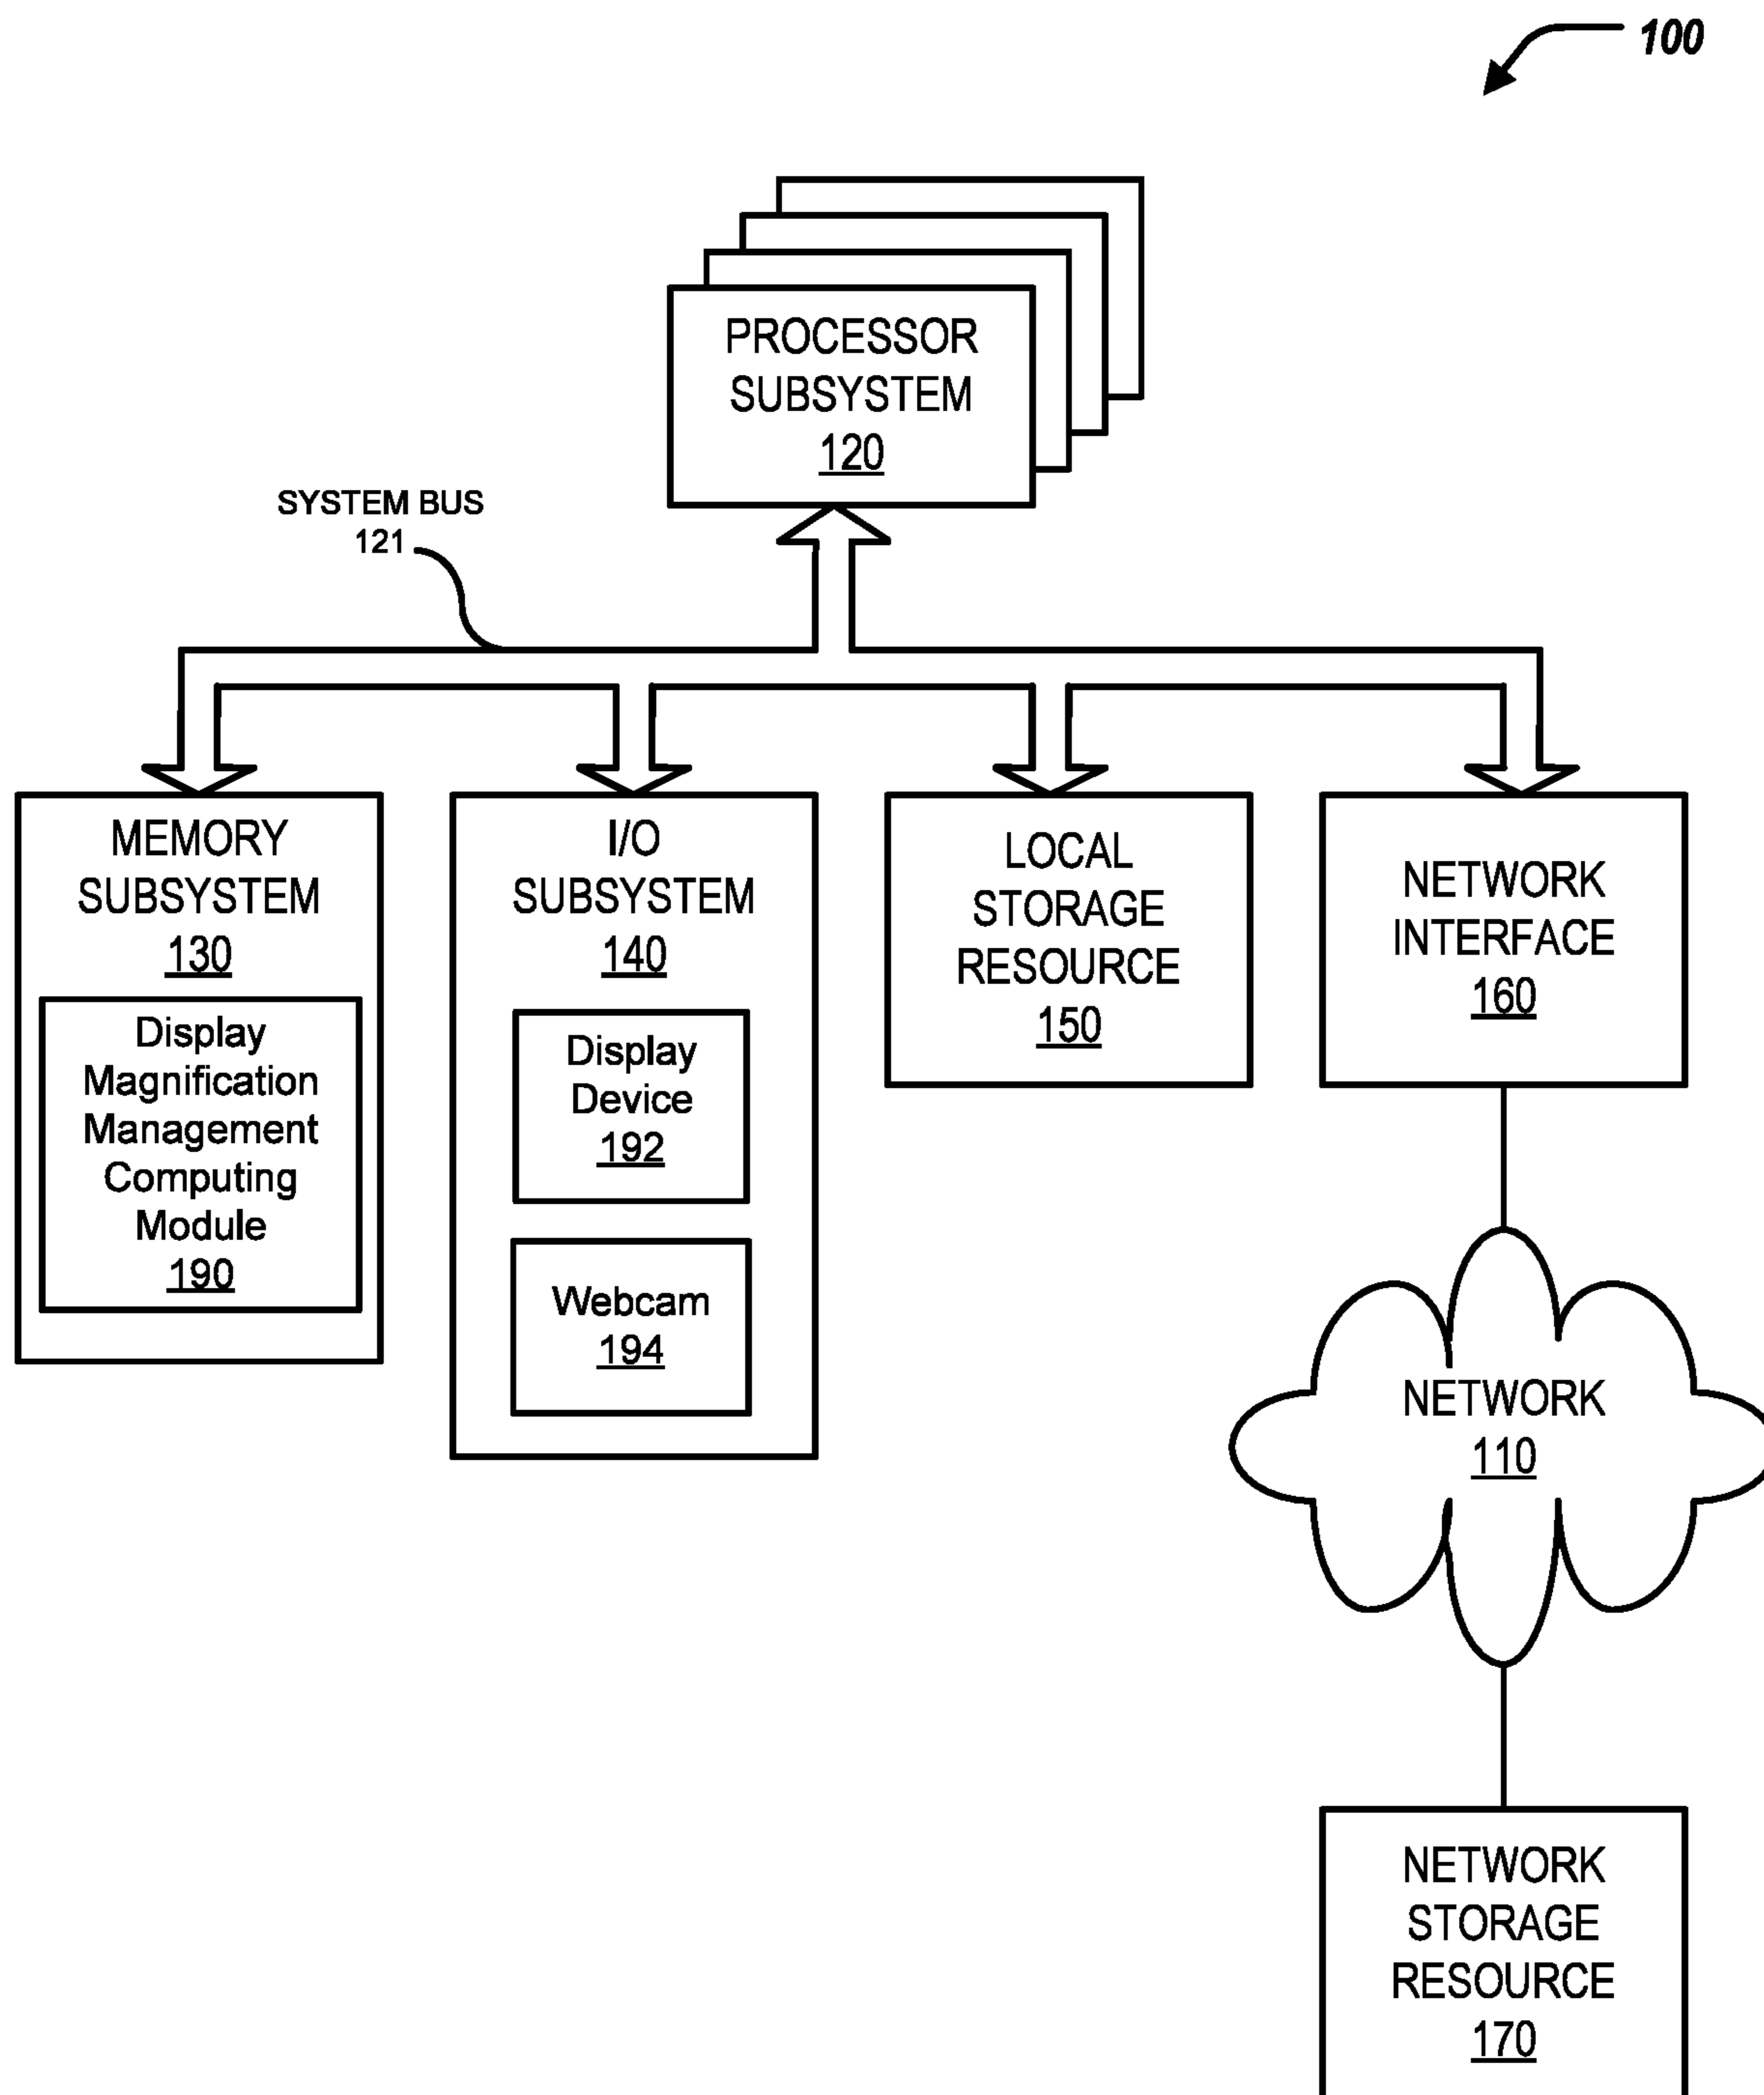 100
PROCESSOR
SUBSYSTEM
120
SYSTEM BUS
121
MEMORY
SUBSYSTEM
130
Display
Magnification
Management
Computing
Module
190
I/O
SUBSYSTEM
140
Display
Device
192
Webcam
194
LOCAL
STORAGE
RESOURCE
150
NETWORK
INTERFACE
160
NETWORK
110
NETWORK
STORAGE
RESOURCE
170